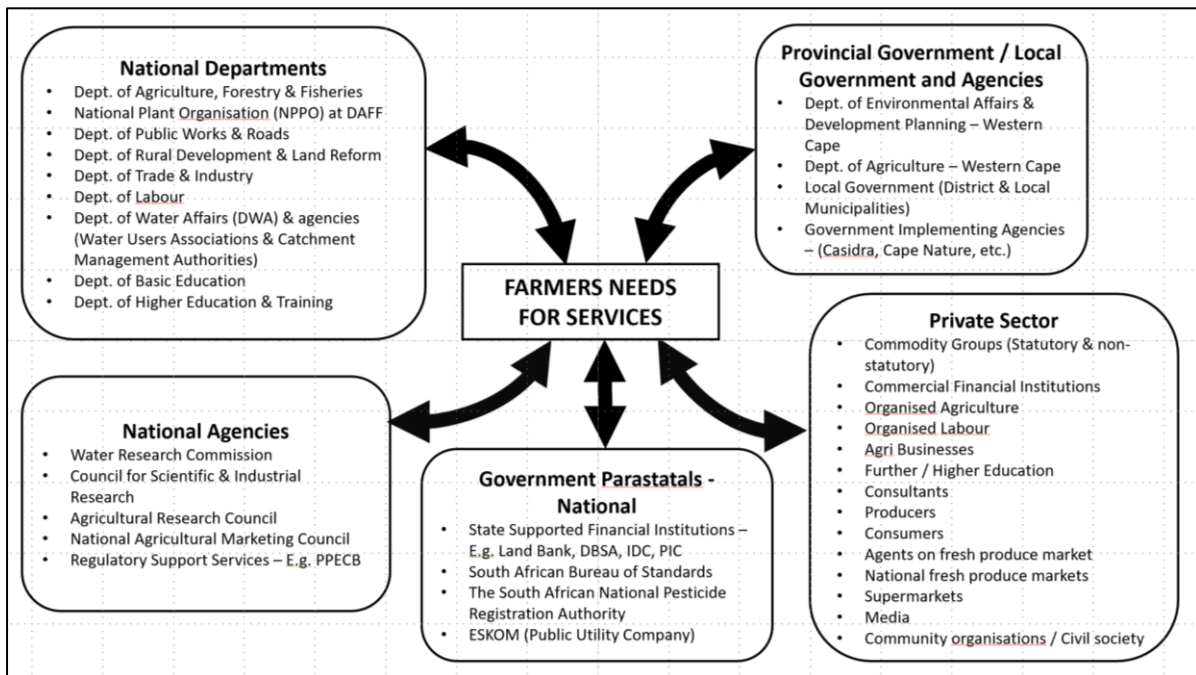 National Departments
• Dept. of Agriculture, Forestry & Fisheries
• National Plant Organisation (NPPO) at DAFF
• Dept. of Public Works & Roads
• Dept. of Rural Development & Land Reform
• Dept. of Trade & Industry
• Dept. of Labour
• Dept. of Water Affairs (DWA) & agencies
(Water Users Associations & Catchment
Management Authorities)
• Dept. of Basic Education
• Dept. of Higher Education & Training
Provincial Government / Local
Government and Agencies
• Dept. of Environmental Affairs &
Development Planning – Western
Cape
• Dept. of Agriculture – Western Cape
• Local Government (District & Local
Municipalities)
• Government Implementing Agencies
– (Casidra, Cape Nature, etc.)
FARMERS NEEDS
FOR SERVICES
National Agencies
• Water Research Commission
• Council for Scientific & Industrial
Research
• Agricultural Research Council
• National Agricultural Marketing Council
• Regulatory Support Services – E.g. PPECB
Government Parastatals -
National
• State Supported Financial Institutions –
E.g. Land Bank, DBSA, IDC, PIC
• South African Bureau of Standards
• The South African National Pesticide
Registration Authority
• ESKOM (Public Utility Company)
Private Sector
• Commodity Groups (Statutory & non-
statutory)
• Commercial Financial Institutions
• Organised Agriculture
• Organised Labour
• Agri Businesses
• Further / Higher Education
• Consultants
• Producers
• Consumers
• Agents on fresh produce market
• National fresh produce markets
• Supermarkets
• Media
• Community organisations / Civil society